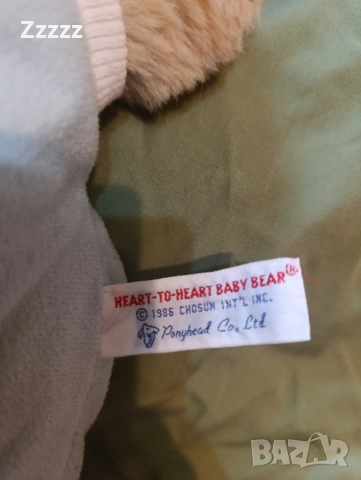 Zzzzz
HEART-TO-HEART BABY BEAR®
© 1986 CHOSUN INT'L INC.
Ponyhead Co., Ltd
BAZAR